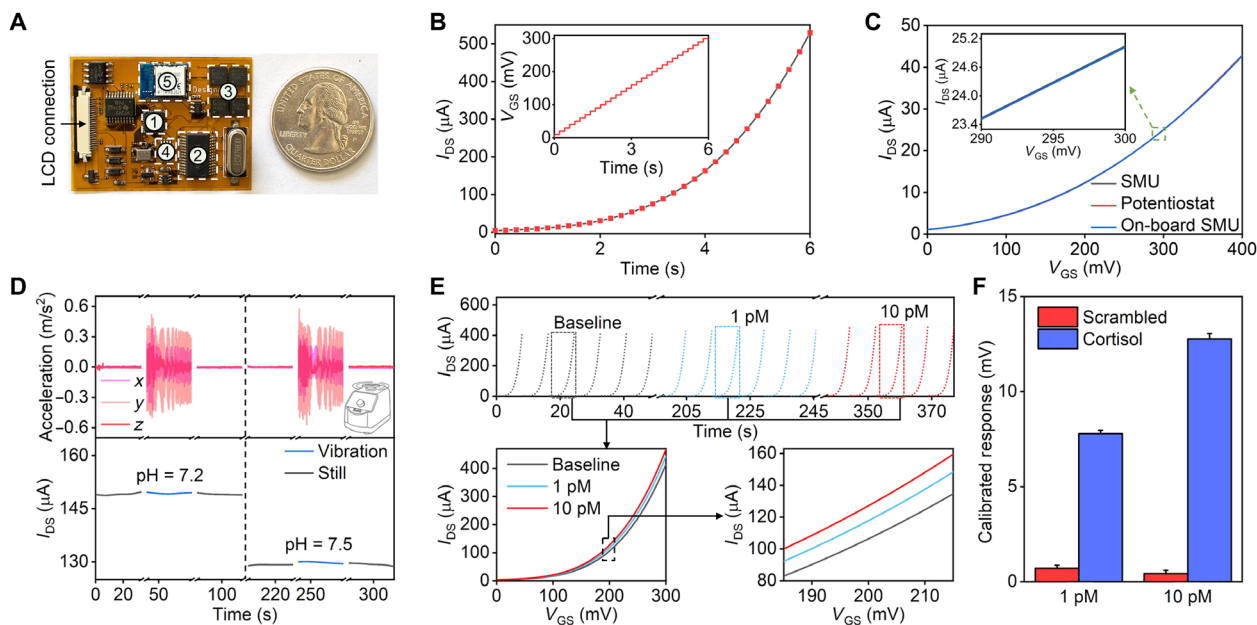 A
LCD connection
1
2
3
4
5
Design
UNITED STATES OF AMERICA
LIBERTY
QUARTER DOLLAR
B
500
400
300
200
100
0
I_DS (µA)
0 2 4 6
Time (s)
300
200
100
0
V_GS (mV)
0 3 6
Time (s)
C
50
40
30
20
10
0
I_DS (µA)
0 100 200 300 400
V_GS (mV)
25.2
24.6
24.0
23.4
I_DS (µA)
290 295 300
V_GS (mV)
SMU
Potentiostat
On-board SMU
D
0.6
0.3
0.0
−0.3
−0.6
Acceleration (m/s²)
x
y
z
160
145
130
I_DS (µA)
pH = 7.2
Vibration
Still
pH = 7.5
0 20 50 100 220 250 300
Time (s)
E
600
400
200
0
I_DS (µA)
Baseline
1 pM
10 pM
0 20 40 205 225 245 350 370
Time (s)
400
300
200
100
0
I_DS (µA)
Baseline
1 pM
10 pM
0 100 200 300
V_GS (mV)
160
140
120
100
80
I_DS (µA)
190 200 210
V_GS (mV)
F
15
10
5
0
Calibrated response (mV)
Scrambled
Cortisol
1 pM 10 pM